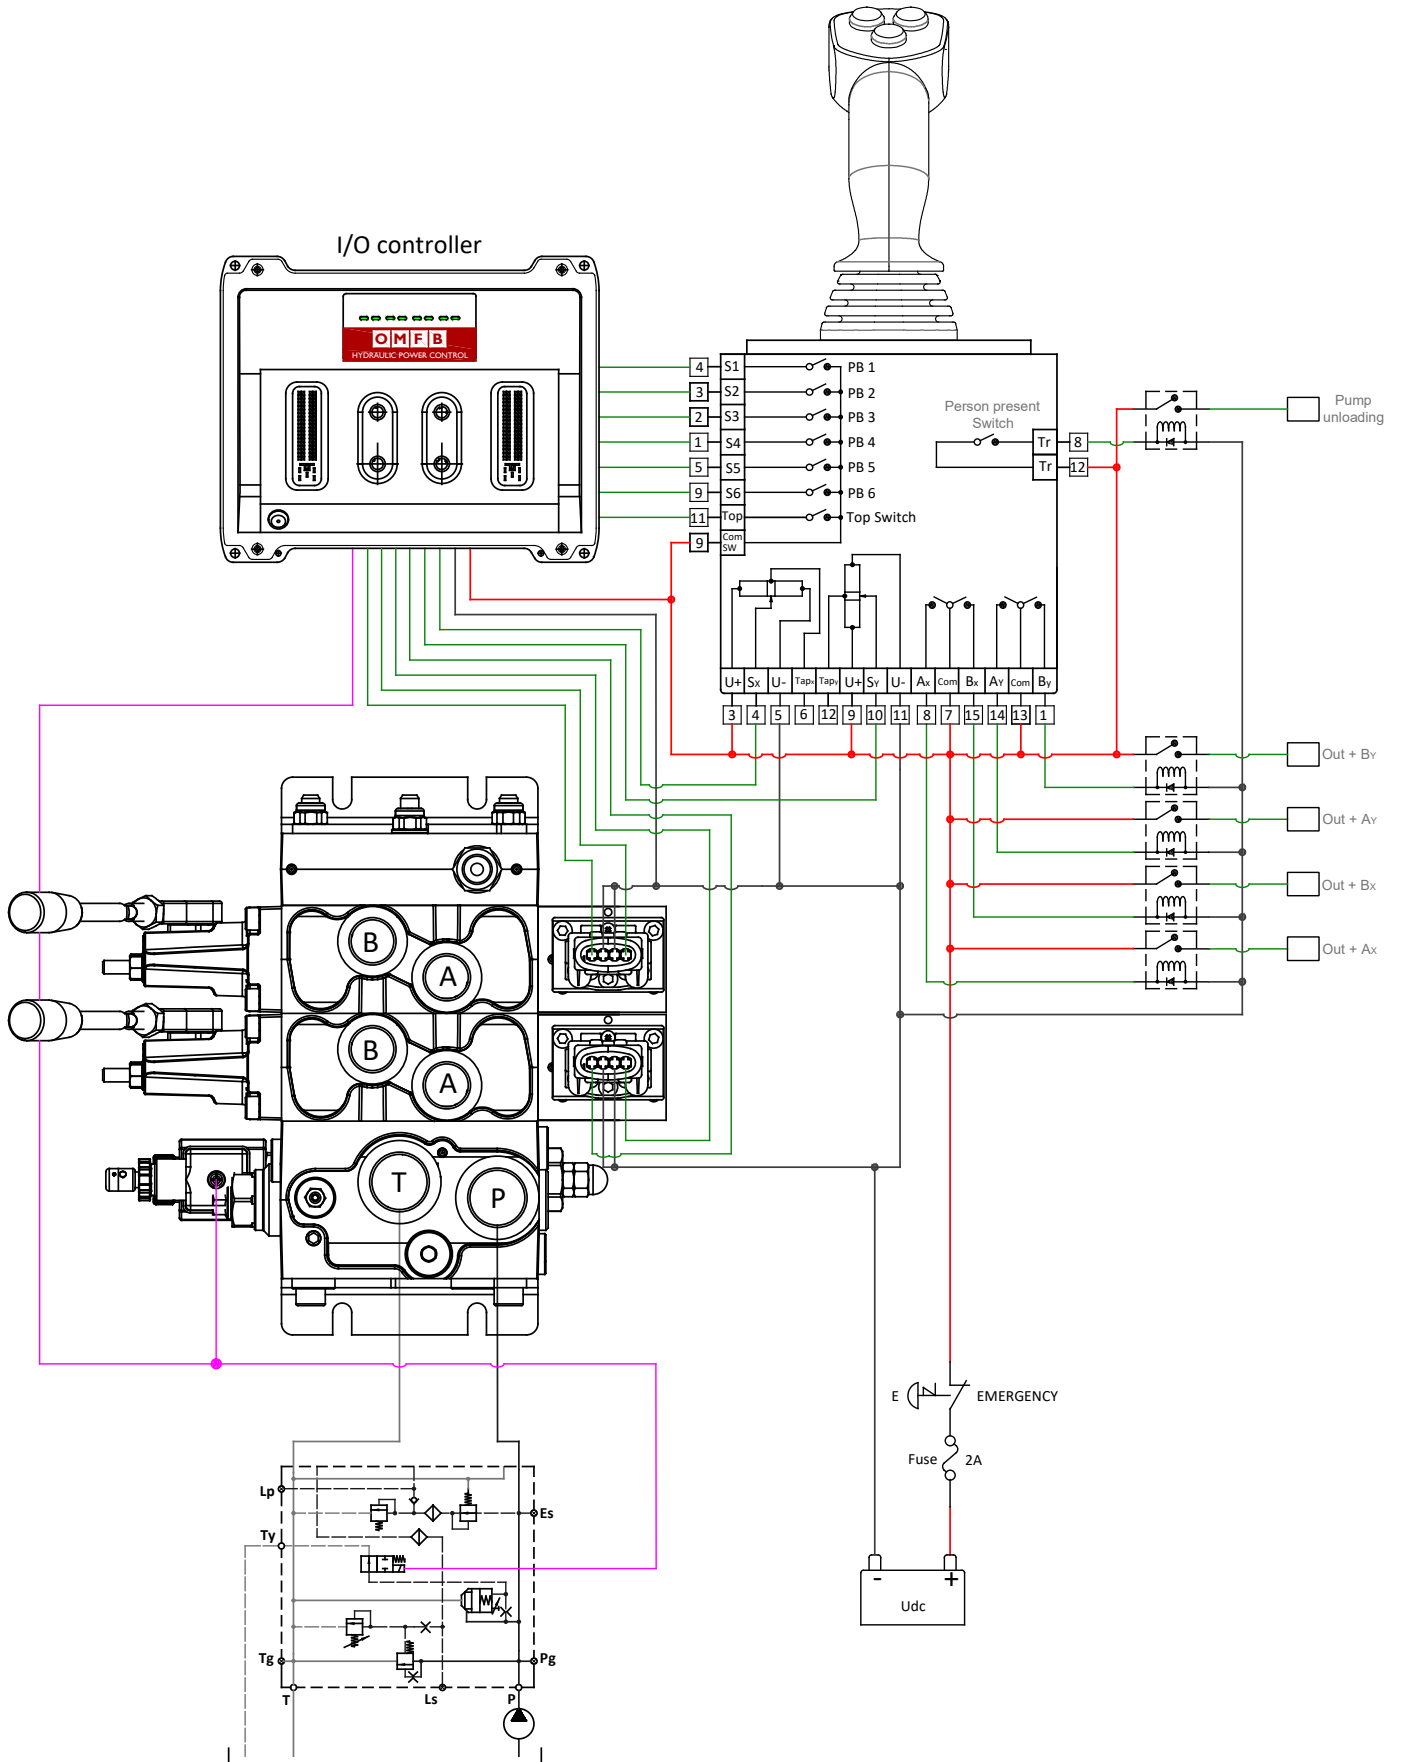 I/O controller
OMFB
HYDRAULIC POWER CONTROL
4 S1 PB 1
3 S2 PB 2
2 S3 PB 3
1 S4 PB 4
5 S5 PB 5
9 S6 PB 6
11 Top Top Switch
9 Com
SW
Person present
Switch
Tr 8
Tr 12
Pump
unloading
U+ Sx U- Tapx Tapy U+ SY U- Ax Com Bx AY Com By
3 4 5 6 12 9 10 11 8 7 15 14 13 1
Out + BY
Out + AY
Out + BX
Out + AX
B
A
B
A
T
P
E EMERGENCY
Fuse 2A
- +
Udc
Lp
Es
Ty
Tg
Pg
T
Ls
P